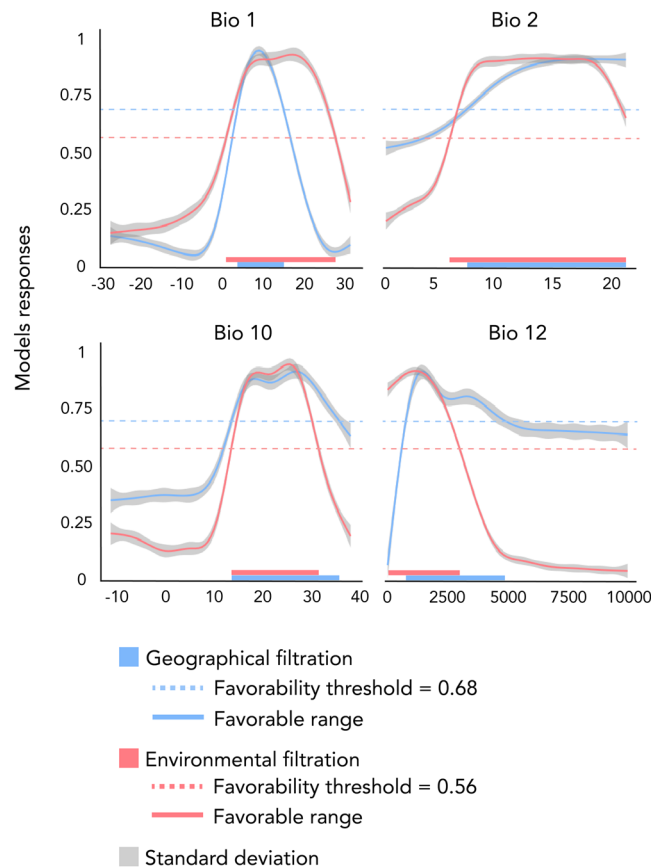 Bio 1
Bio 2
1
0.75
0.50
0.25
0
-30 -20 -10 0 10 20 30
0 5 10 15 20
Models responses
Bio 10
Bio 12
1
0.75
0.50
0.25
0
-10 0 10 20 30 40
0 2500 5000 7500 10000
Geographical filtration
Favorability threshold = 0.68
Favorable range
Environmental filtration
Favorability threshold = 0.56
Favorable range
Standard deviation